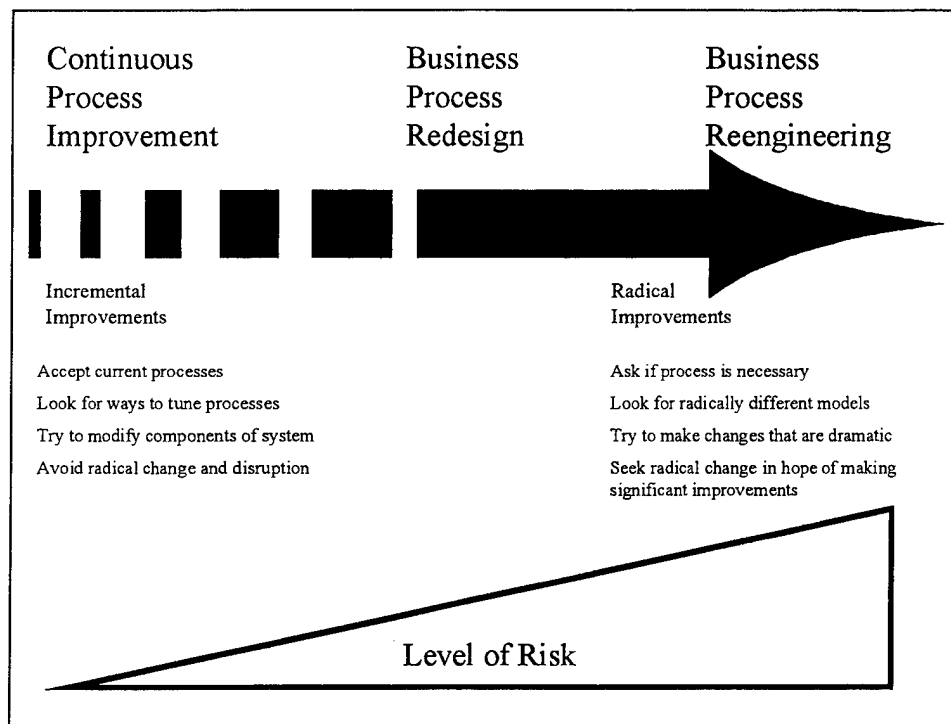 Continuous
Process
Improvement
Business
Process
Redesign
Business
Process
Reengineering
Incremental
Improvements
Radical
Improvements
Accept current processes
Look for ways to tune processes
Try to modify components of system
Avoid radical change and disruption
Ask if process is necessary
Look for radically different models
Try to make changes that are dramatic
Seek radical change in hope of making
significant improvements
Level of Risk